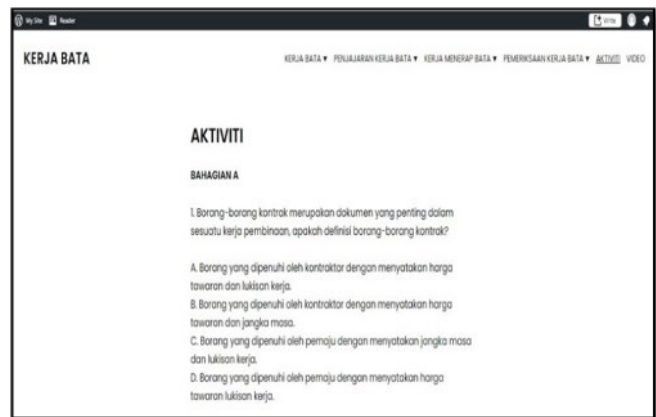 My Site Reader Write
KERJA BATA
KERJA BATA ▾ PENJAJARAN KERJA BATA ▾ KERJA MENERAP BATA ▾ PEMERIKSAAN KERJA BATA ▾ AKTIVITI VIDEO
AKTIVITI
BAHAGIAN A
1. Borang-borang kontrak merupakan dokumen yang penting dalam
sesuatu kerja pembinaan, apakah definisi borang-borang kontrak?
A. Borang yang dipenuhi oleh kontraktor dengan menyatakan harga
tawaran dan lukisan kerja.
B. Borang yang dipenuhi oleh kontraktor dengan menyatakan harga
tawaran dan jangka masa.
C. Borang yang dipenuhi oleh pemaju dengan menyatakan jangka masa
dan lukisan kerja.
D. Borang yang dipenuhi oleh pemaju dengan menyatakan harga
tawaran lukisan kerja.